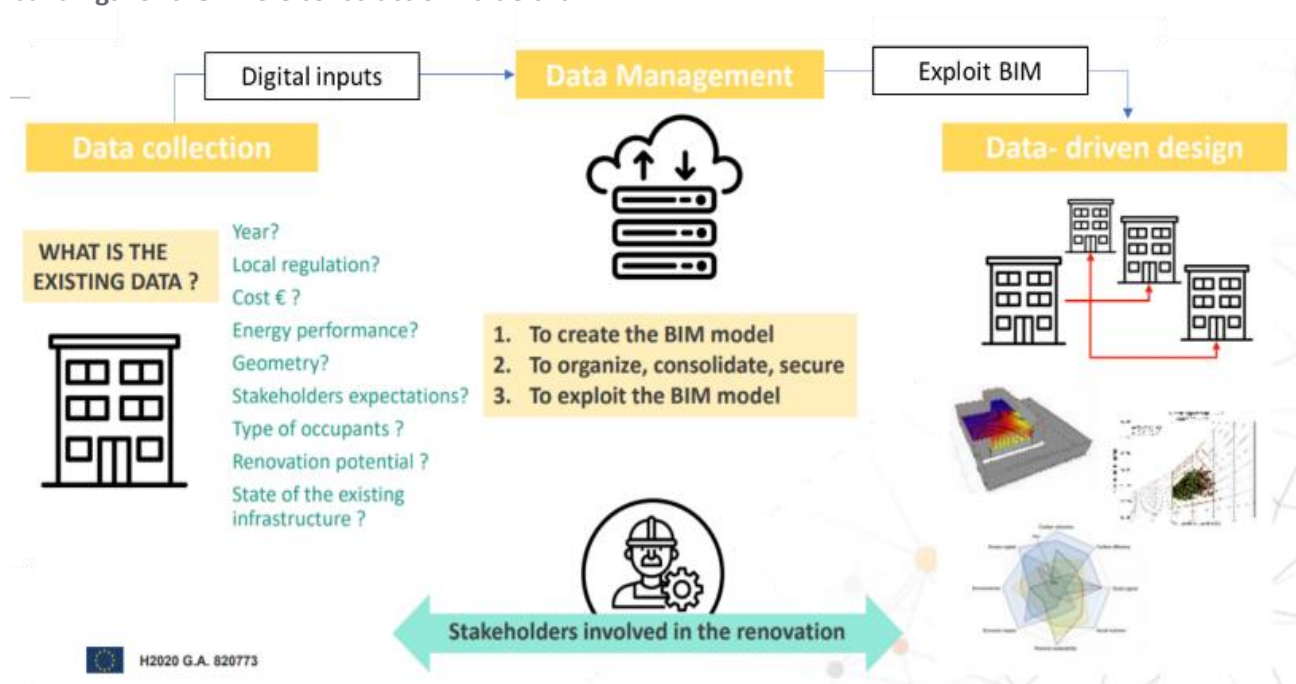 Digital inputs
Data Management
Exploit BIM
Data collection
Data- driven design
WHAT IS THE
EXISTING DATA ?
Year?
Local regulation?
Cost € ?
Energy performance?
Geometry?
Stakeholders expectations?
Type of occupants ?
Renovation potential ?
State of the existing
infrastructure ?
1. To create the BIM model
2. To organize, consolidate, secure
3. To exploit the BIM model
Stakeholders involved in the renovation
H2020 G.A. 820773